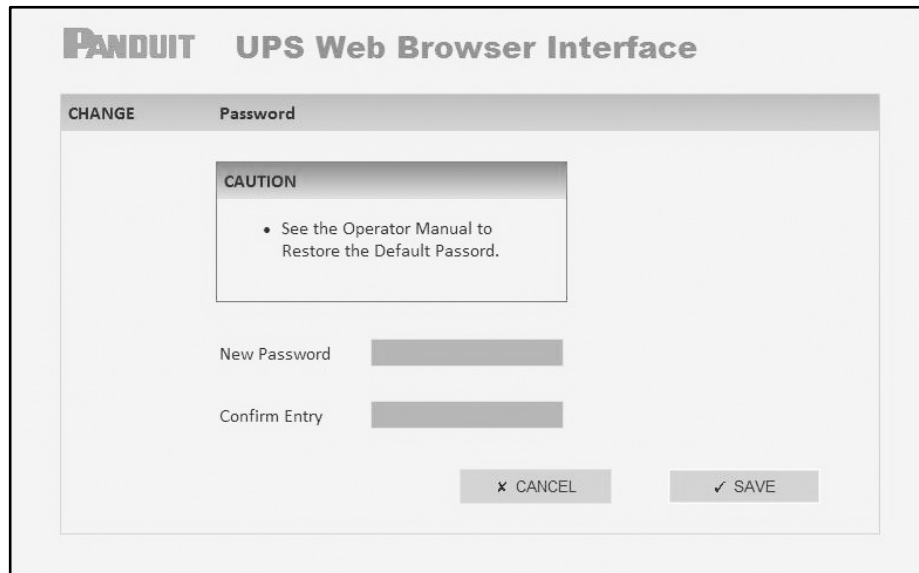 PANDUIT UPS Web Browser Interface
CHANGE Password
CAUTION
• See the Operator Manual to
Restore the Default Passord.
New Password
Confirm Entry
✗ CANCEL ✓ SAVE